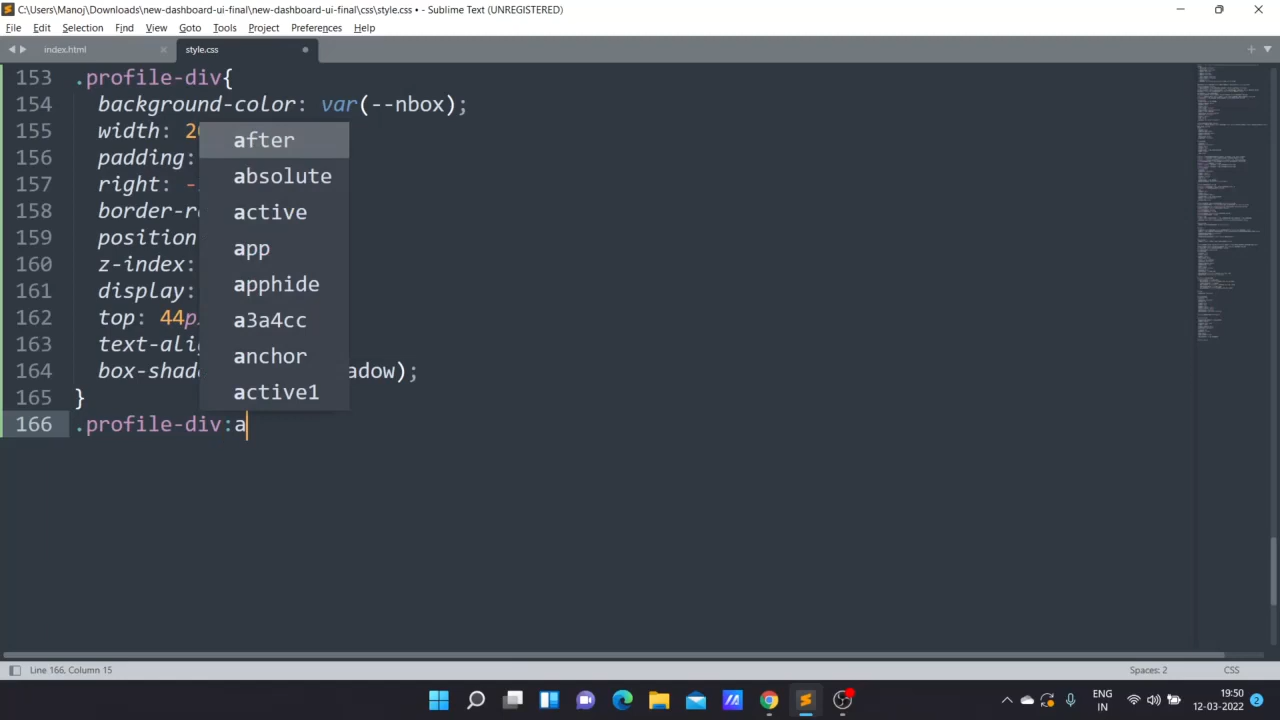 C:\Users\Manoj\Downloads\new-dashboard-ui-final\new-dashboard-ui-final\css\style.css • - Sublime Text (UNREGISTERED)
File Edit Selection Find View Goto Tools Project Preferences Help
index.html style.css
153 .profile-div{
154 background-color: var(--nbox);
155 width: 2
156 padding:
157 right: -
158 border-r
159 position
160 z-index:
161 display:
162 top: 44p
163 text-ali
164 box-shad adow);
165 }
166 .profile-div:a
after
absolute
active
app
apphide
a3a4cc
anchor
active1
Line 166, Column 15 Spaces: 2 CSS
ENG
IN
19:50
12-03-2022
2